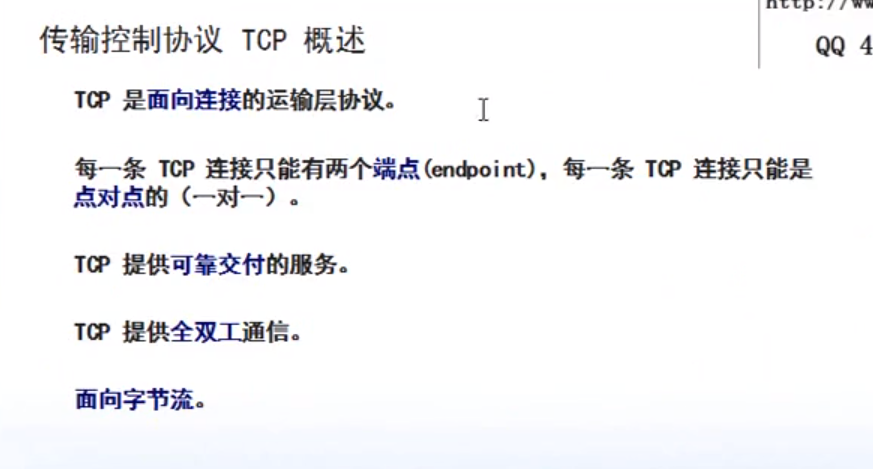 http://ww
QQ 4
传输控制协议 TCP 概述
TCP 是面向连接的运输层协议。
每一条 TCP 连接只能有两个端点(endpoint)，每一条 TCP 连接只能是
点对点的（一对一）。
TCP 提供可靠交付的服务。
TCP 提供全双工通信。
面向字节流。